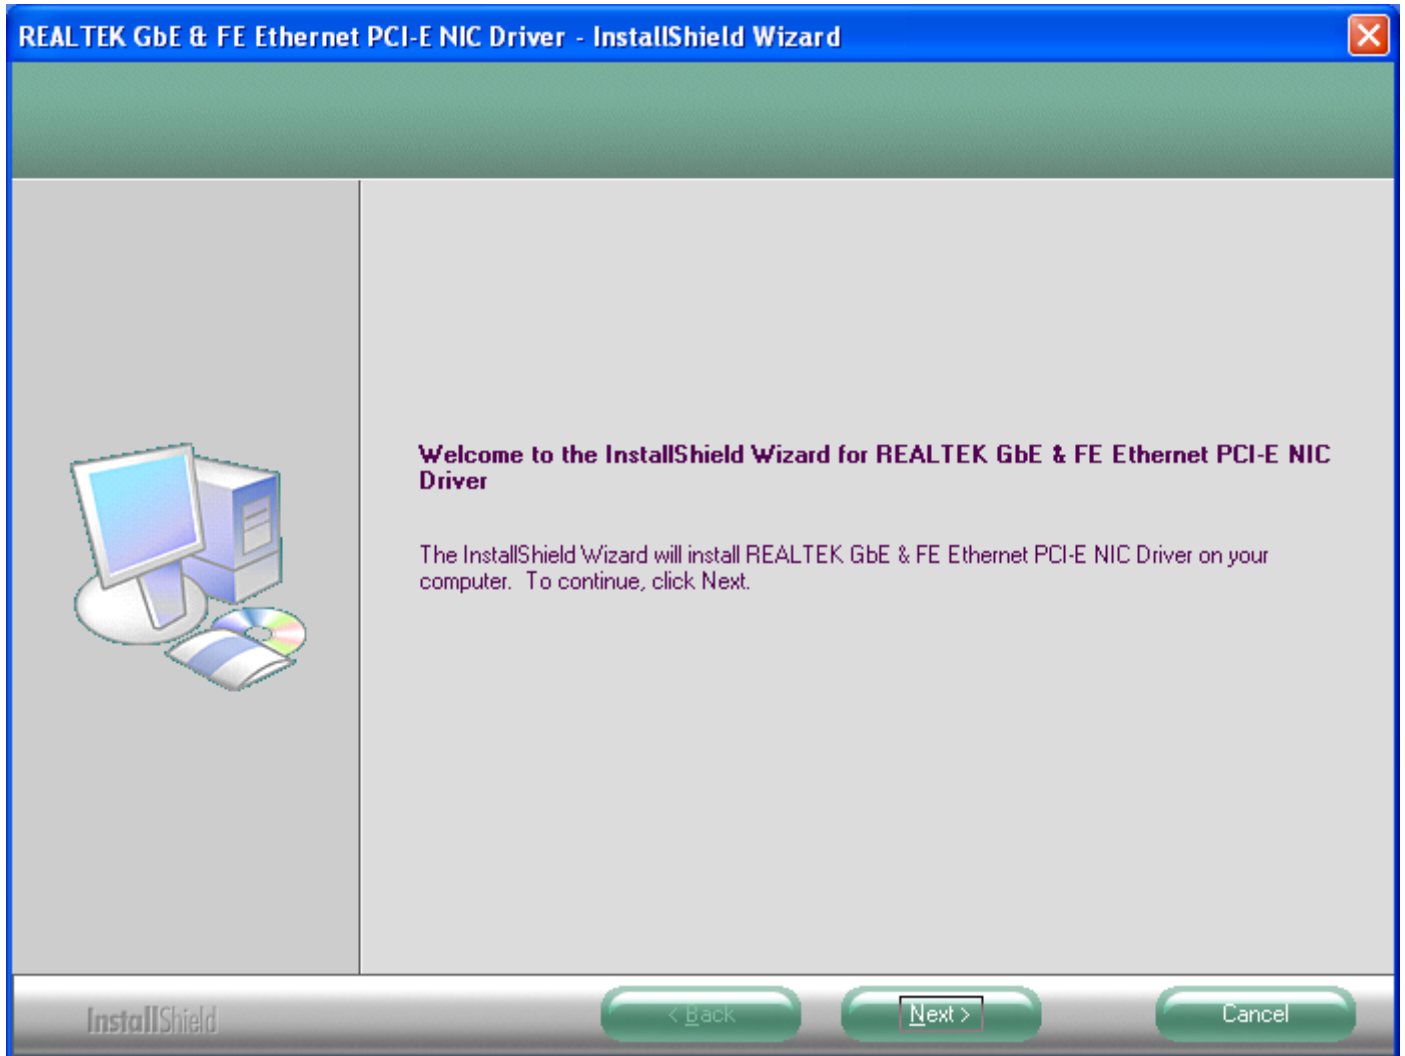 REALTEK GbE & FE Ethernet PCI-E NIC Driver - InstallShield Wizard
Welcome to the InstallShield Wizard for REALTEK GbE & FE Ethernet PCI-E NIC
Driver
The InstallShield Wizard will install REALTEK GbE & FE Ethernet PCI-E NIC Driver on your
computer.  To continue, click Next.
InstallShield
< Back
Next >
Cancel